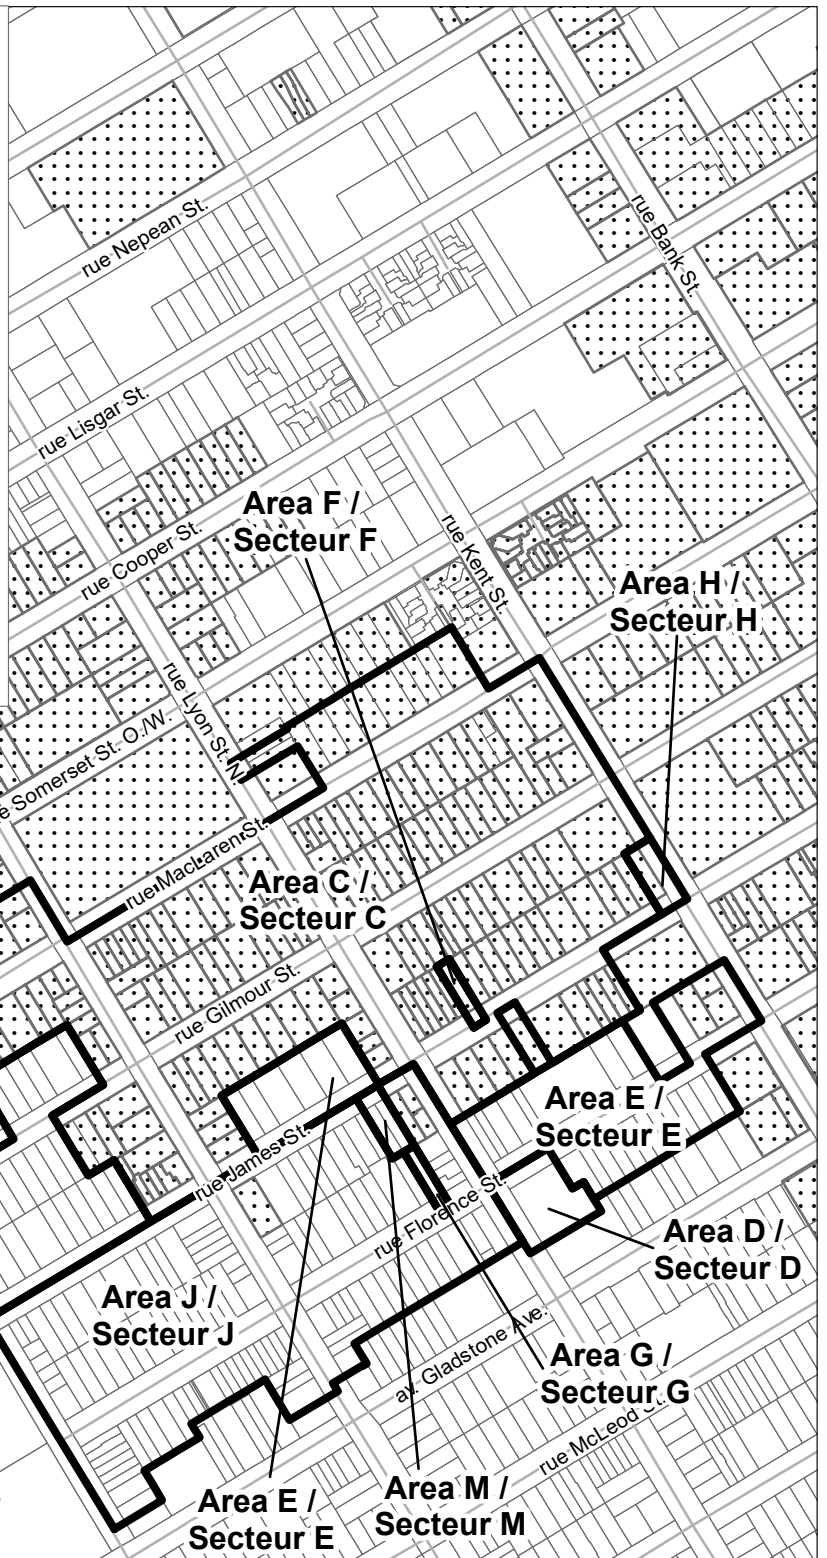 rue Nepean St.
rue Bank St.
rue Lisgar St.
Area F /
Secteur F
rue Kent St.
rue Cooper St.
Area H /
Secteur H
rue Lyon St. N.
e Somerset St. O./W.
rue MacLaren St.
Area C /
Secteur C
rue Gilmour St.
Area E /
Secteur E
rue James St.
rue Florence St.
Area D /
Secteur D
Area J /
Secteur J
av. Gladstone Ave.
Area G /
Secteur G
rue McLeod St.
Area E /
Secteur E
Area M /
Secteur M